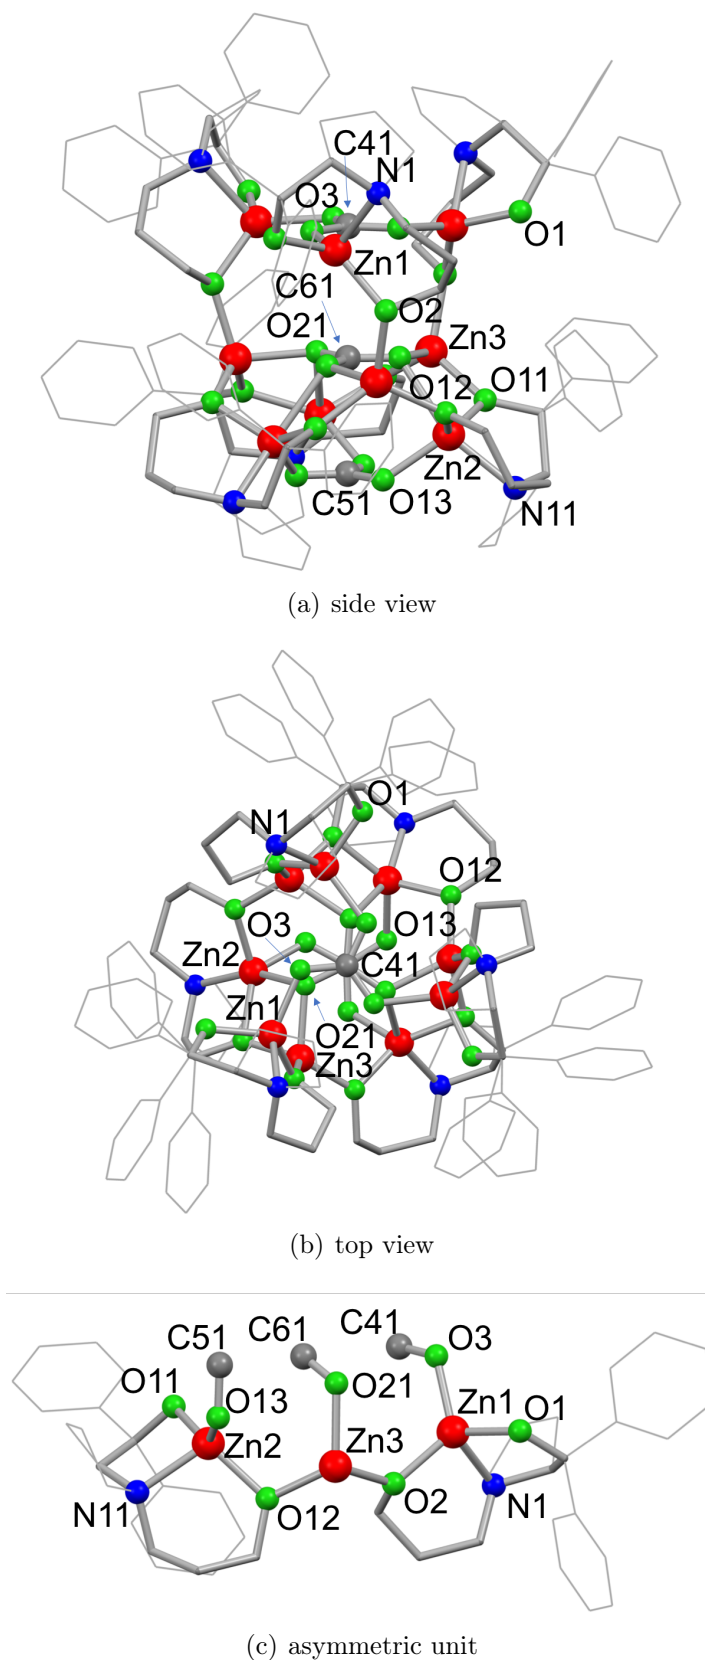 C41
N1
O3
O1
Zn1
C61
O2
O21
Zn3
O12
O11
Zn2
C51
O13
N11
(a) side view
O1
N1
O12
O3
O13
Zn2
C41
Zn1
O21
Zn3
(b) top view
C41
C61
C51
O3
O11
O21
O13
Zn1
O1
Zn2
Zn3
N11
O12
O2
N1
(c) asymmetric unit